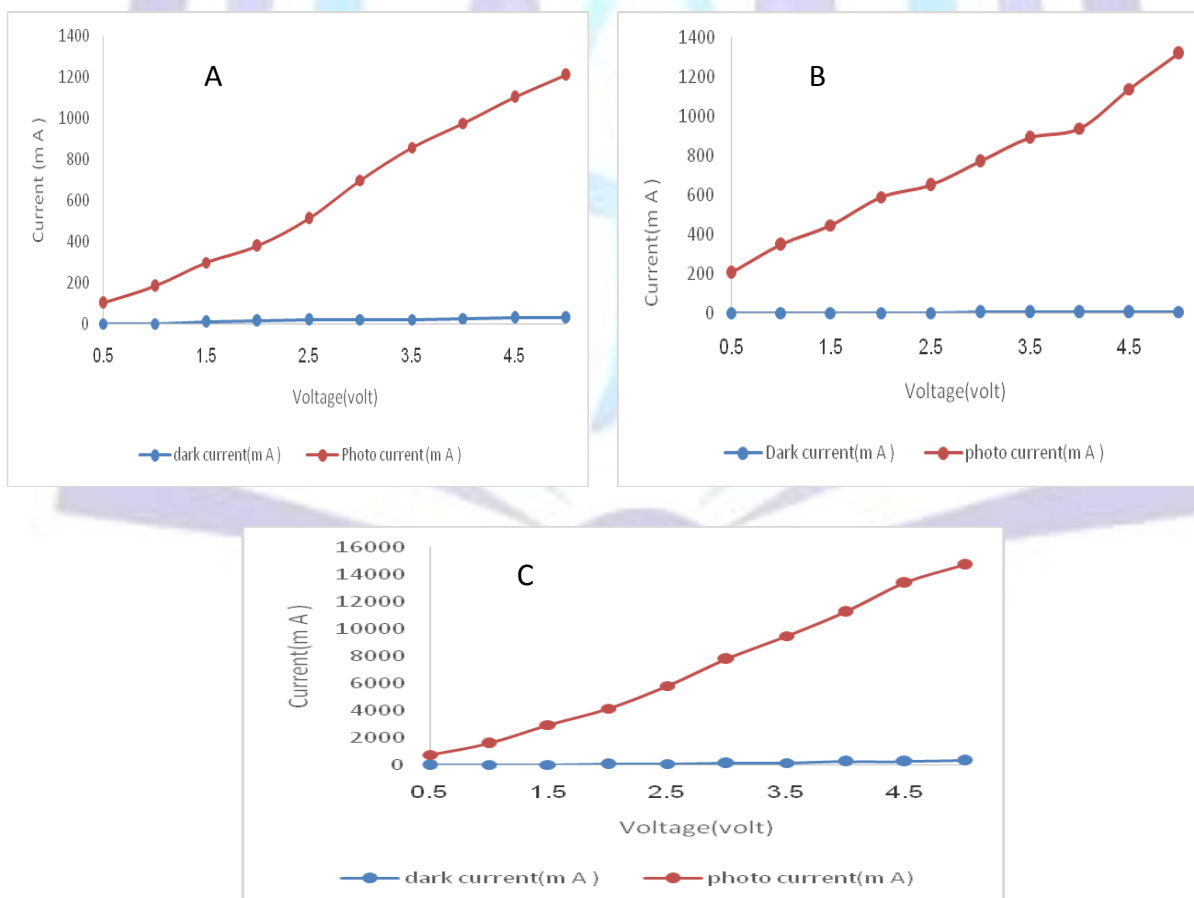 A
1400
1200
1000
800
600
400
200
0
Current (m A)
0.5 1.5 2.5 3.5 4.5
Voltage(volt)
dark current(m A) Photo current(m A)
B
1400
1200
1000
800
600
400
200
0
Current(m A)
0.5 1.5 2.5 3.5 4.5
Voltage(volt)
Dark current(m A) photo current(m A)
C
16000
14000
12000
10000
8000
6000
4000
2000
0
Current(m A)
0.5 1.5 2.5 3.5 4.5
Voltage(volt)
dark current(m A) photo current(m A)